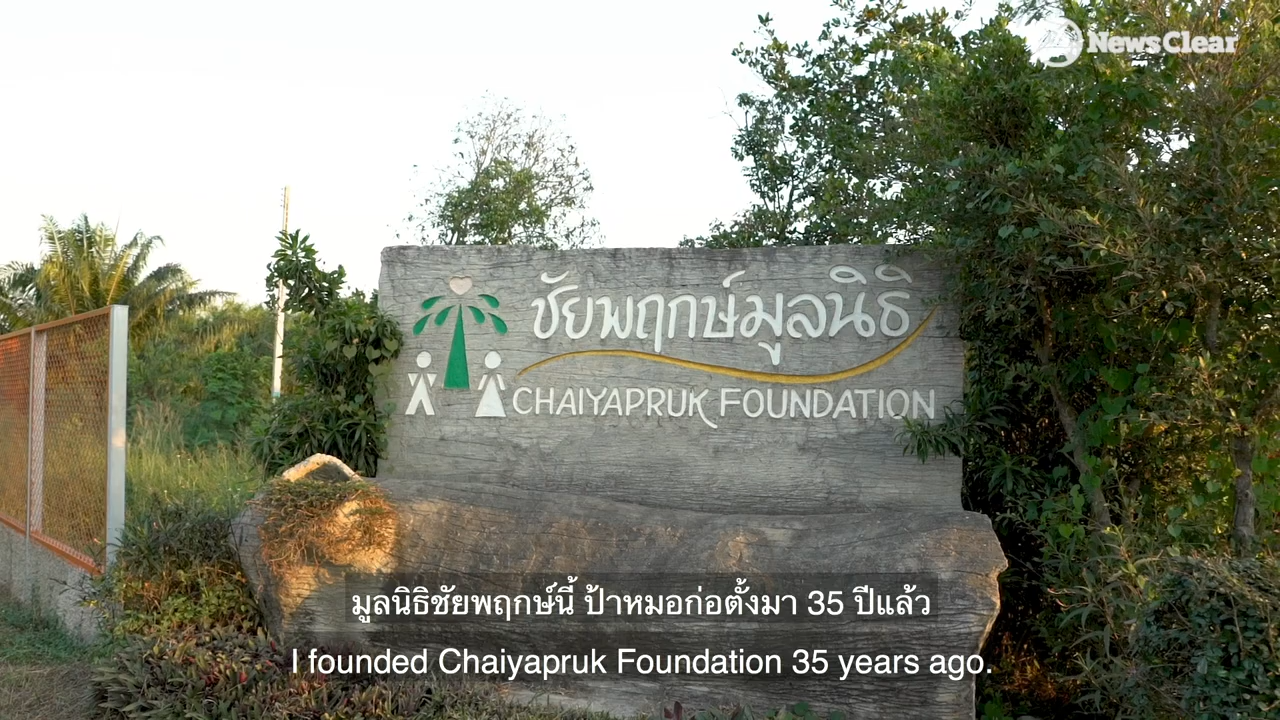 NewsClear
ชัยพฤกษ์มูลนิธิ
CHAIYAPRUK FOUNDATION
มูลนิธิชัยพฤกษ์นี้ ป้าหมอก่อตั้งมา 35 ปีแล้ว
I founded Chaiyapruk Foundation 35 years ago.